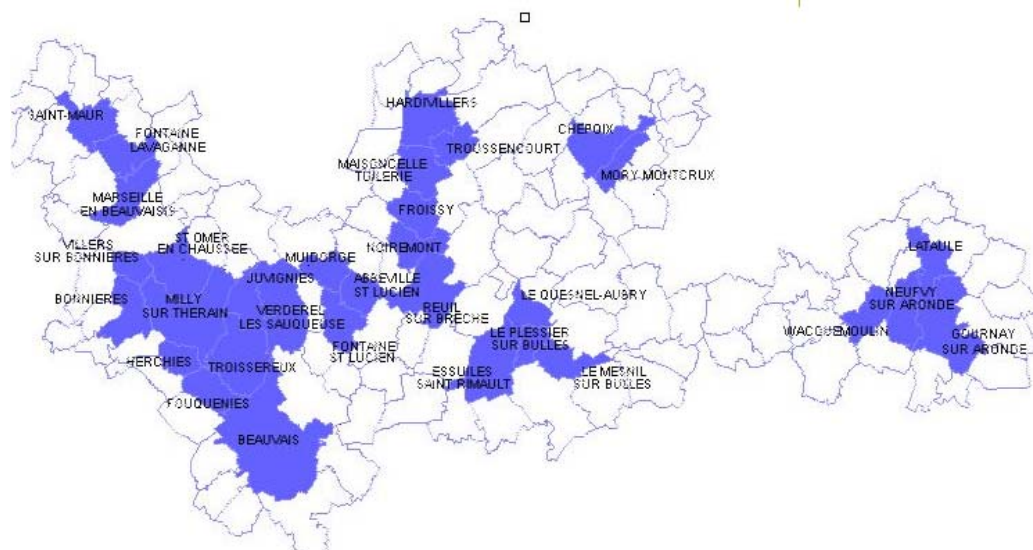 HARDIVILLERS
SAINT-MAUR
FONTAINE
LAVAGANNE
CHEPOIX
TROUSSENCOURT
MAISONCELLE
TUILERIE
MORY MONTCRUX
MARSEILLE
EN BEAUVAISIS
FROISSY
ST OMER
EN CHAUSSEE
VILLERS
SUR BONNIERES
NOIREMONT
LATAULE
MUIDORGE
JUVIGNIES
ABBEVILLE
ST LUCIEN
BONNIERES
MILLY
SUR THERAIN
LE QUESNEL-AUBRY
NEUFVY
SUR ARONDE
VERDEREL
LES SAUQUEUSE
REUIL
SUR BRECHE
LE PLESSIER
SUR BULLES
WACQUEMOULIN
GOURNAY
SUR ARONDE
FONTAINE
ST LUCIEN
HERCHIES
TROISSEREUX
ESSUILES
SAINT RIMAULT
LE MESNIL
SUR BULLES
FOUQUENIES
BEAUVAIS